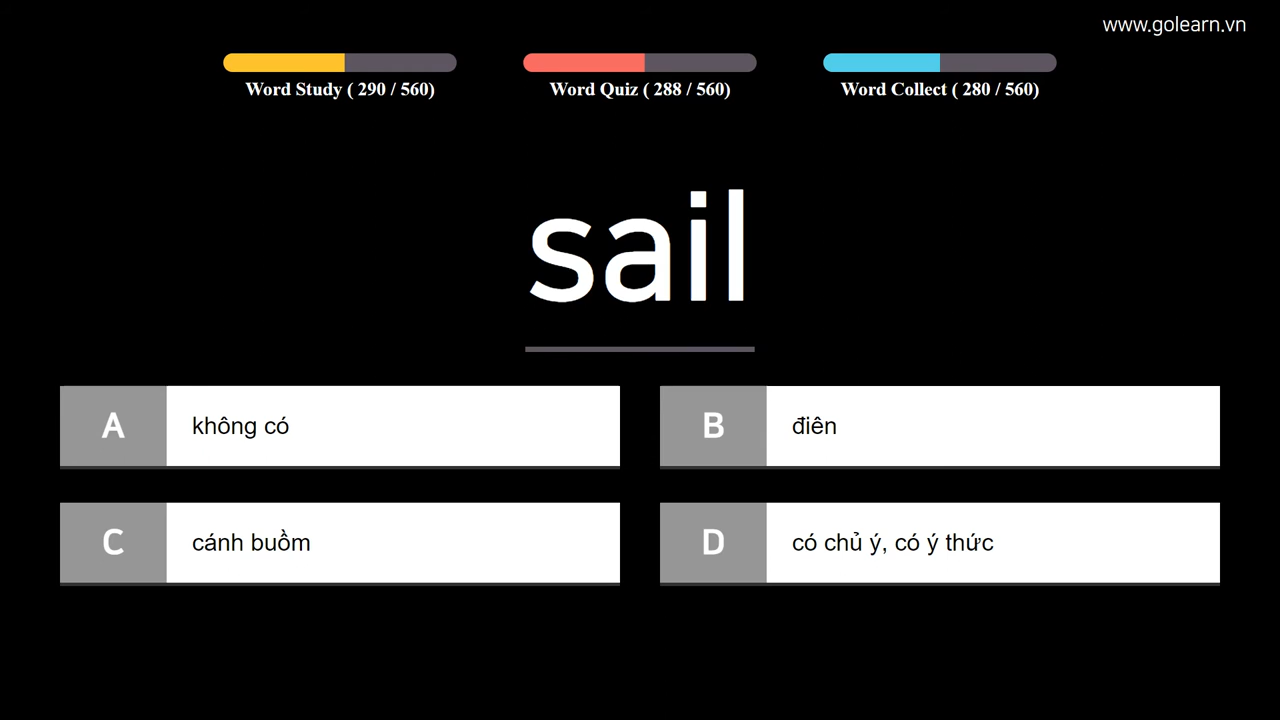 www.golearn.vn
Word Study ( 290 / 560)
Word Quiz ( 288 / 560)
Word Collect ( 280 / 560)
sail
A không có
B điên
C cánh buồm
D có chủ ý, có ý thức